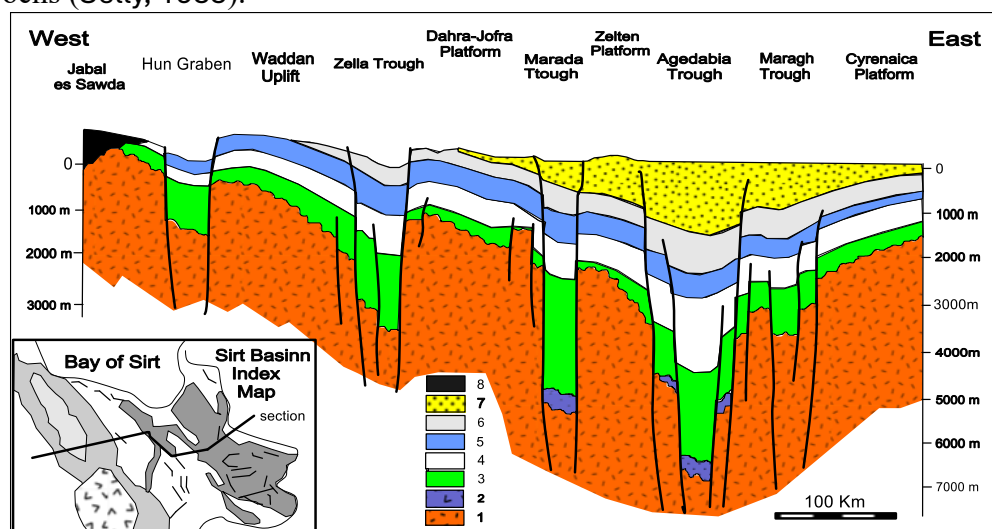 West
East
Jabal
es Sawda
Hun Graben
Waddan
Uplift
Zella Trough
Dahra-Jofra
Platform
Marada
Ttough
Zelten
Platform
Agedabia
Trough
Maragh
Trough
Cyrenaica
Platform
0
1000 m
2000 m
3000 m
0
1000 m
2000 m
3000m
4000m
5000 m
6000 m
7000 m
Bay of Sirt
Sirt Basinn
Index
Map
section
8
7
6
5
4
3
2
1
100 Km